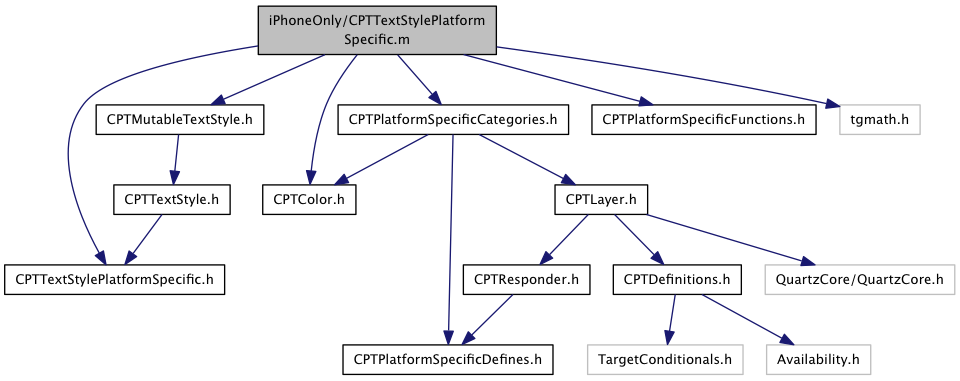 iPhoneOnly/CPTTextStylePlatform
Specific.m
CPTMutableTextStyle.h
CPTPlatformSpecificCategories.h
CPTPlatformSpecificFunctions.h
tgmath.h
CPTTextStyle.h
CPTColor.h
CPTLayer.h
CPTTextStylePlatformSpecific.h
CPTResponder.h
CPTDefinitions.h
QuartzCore/QuartzCore.h
CPTPlatformSpecificDefines.h
TargetConditionals.h
Availability.h